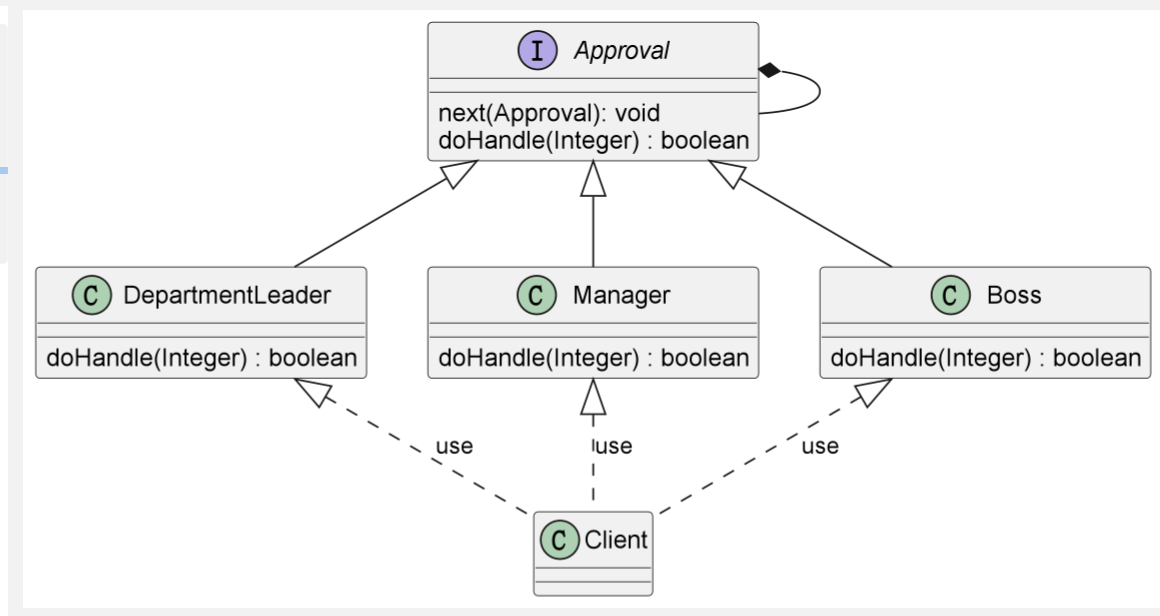 I Approval
next(Approval): void
doHandle(Integer) : boolean
C DepartmentLeader
doHandle(Integer) : boolean
C Manager
doHandle(Integer) : boolean
C Boss
doHandle(Integer) : boolean
use
use
use
C Client